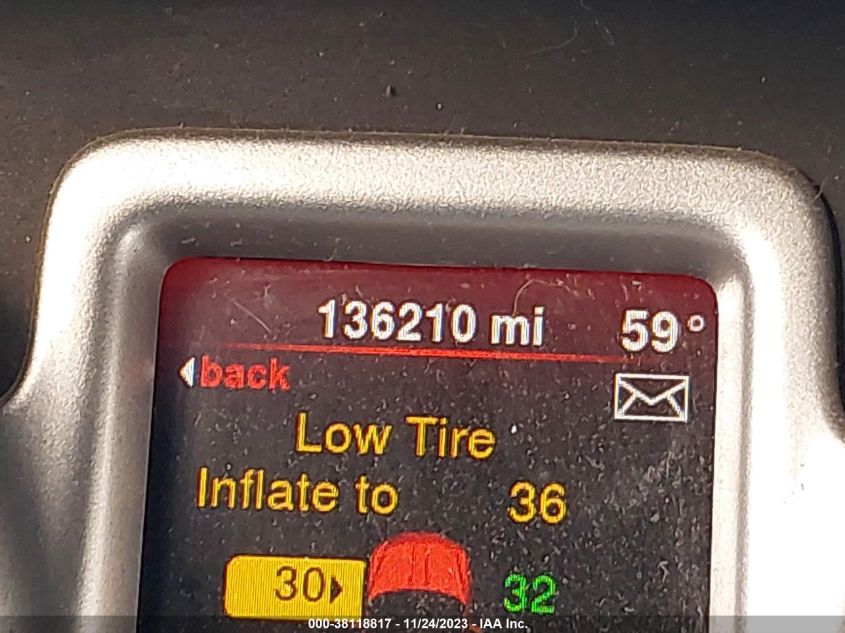 136210 mi 59°
back
Low Tire
Inflate to 36
30 32
000-38118817 - 11/24/2023 - IAA Inc.